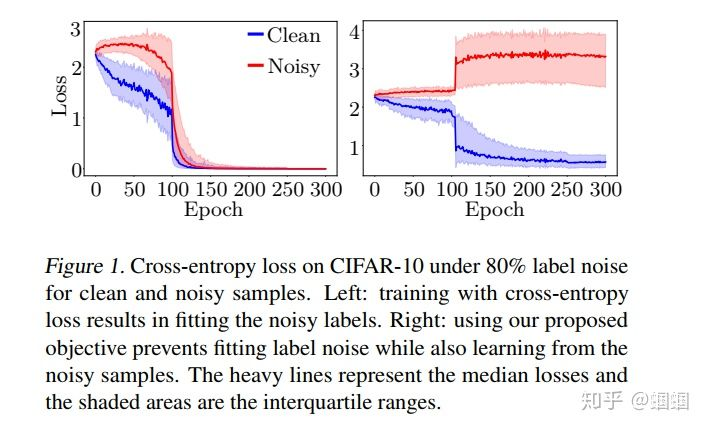 3
2
1
0
Loss
Clean
Noisy
0 50 100 150 200 250 300
Epoch
4
3
2
1
0 50 100 150 200 250 300
Epoch
Figure 1. Cross-entropy loss on CIFAR-10 under 80% label noise
for clean and noisy samples. Left: training with cross-entropy
loss results in fitting the noisy labels. Right: using our proposed
objective prevents fitting label noise while also learning from the
noisy samples. The heavy lines represent the median losses and
the shaded areas are the interquartile ranges.
知乎 @蝈蝈